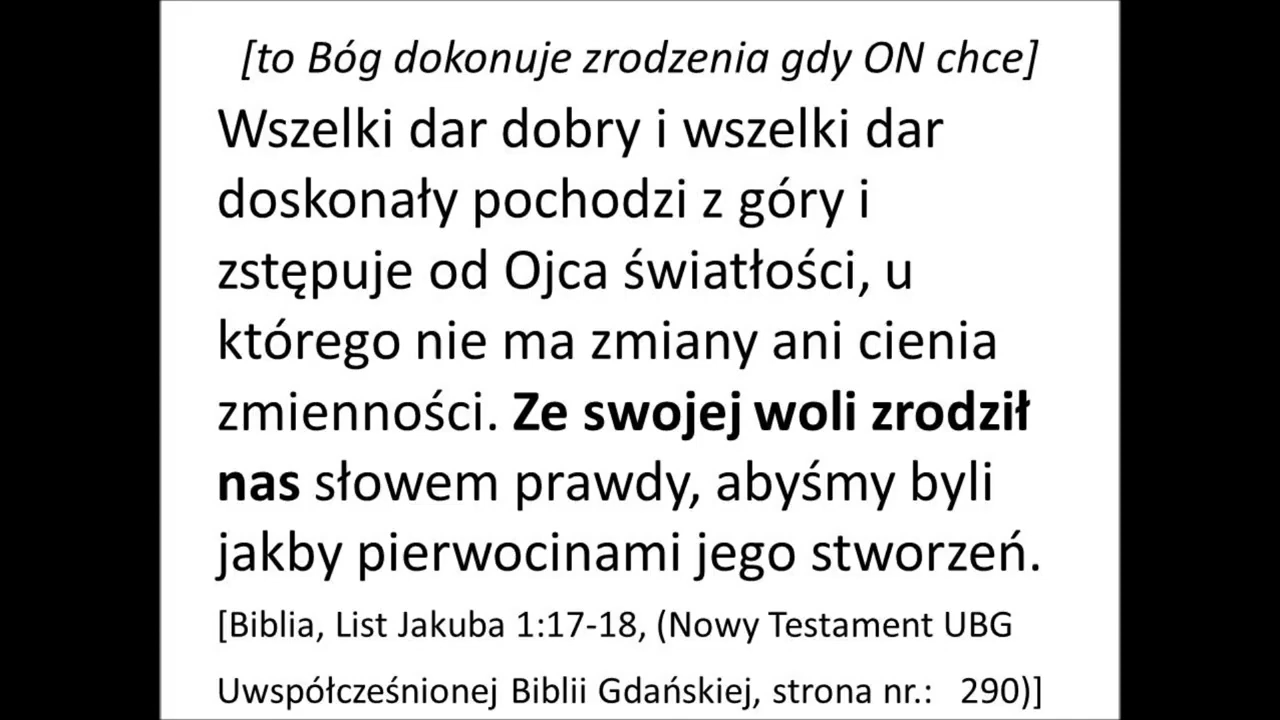 [to Bóg dokonuje zrodzenia gdy ON chce]
Wszelki dar dobry i wszelki dar
doskonały pochodzi z góry i
zstępuje od Ojca światłości, u
którego nie ma zmiany ani cienia
zmienności. Ze swojej woli zrodził
nas słowem prawdy, abyśmy byli
jakby pierwocinami jego stworzeń.
[Biblia, List Jakuba 1:17-18, (Nowy Testament UBG
Uwspółcześnionej Biblii Gdańskiej, strona nr.: 290)]